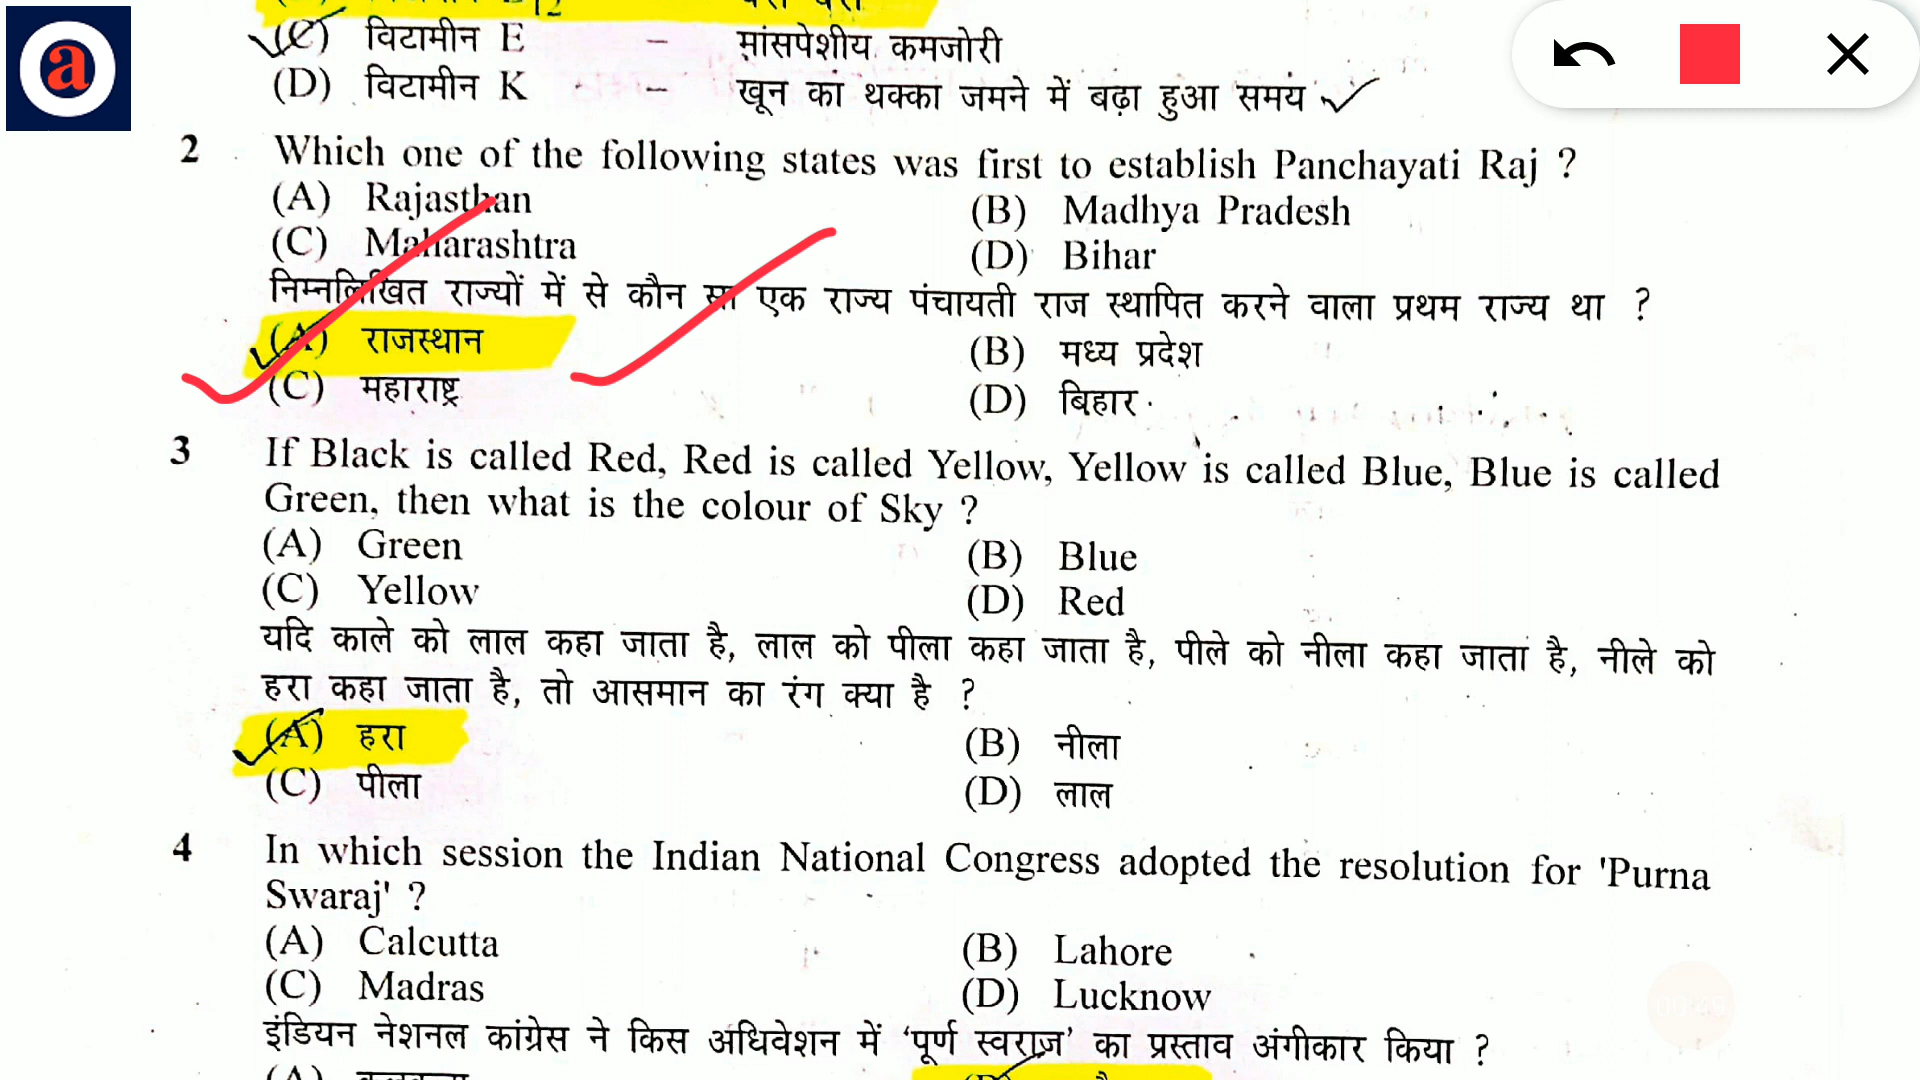 a
(C) विटामीन E – मांसपेशीय कमजोरी
(D) विटामीन K – खून का थक्का जमने में बढ़ा हुआ समय
2 Which one of the following states was first to establish Panchayati Raj ?
(A) Rajasthan (B) Madhya Pradesh
(C) Maharashtra (D) Bihar
निम्नलिखित राज्यों में से कौन सा एक राज्य पंचायती राज स्थापित करने वाला प्रथम राज्य था ?
(A) राजस्थान (B) मध्य प्रदेश
(C) महाराष्ट्र (D) बिहार
3 If Black is called Red, Red is called Yellow, Yellow is called Blue, Blue is called
Green, then what is the colour of Sky ?
(A) Green (B) Blue
(C) Yellow (D) Red
यदि काले को लाल कहा जाता है, लाल को पीला कहा जाता है, पीले को नीला कहा जाता है, नीले को
हरा कहा जाता है, तो आसमान का रंग क्या है ?
(A) हरा (B) नीला
(C) पीला (D) लाल
4 In which session the Indian National Congress adopted the resolution for 'Purna
Swaraj' ?
(A) Calcutta (B) Lahore
(C) Madras (D) Lucknow
इंडियन नेशनल कांग्रेस ने किस अधिवेशन में ‘पूर्ण स्वराज’ का प्रस्ताव अंगीकार किया ?